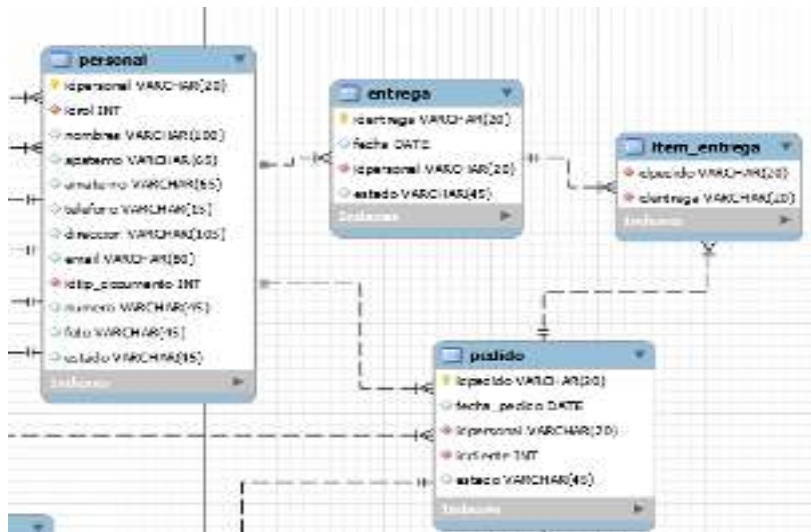 personal
idpersonal VARCHAR(20)
idrol INT
nombres VARCHAR(100)
apaterno VARCHAR(65)
amaterno VARCHAR(65)
telefono VARCHAR(15)
direccion VARCHAR(105)
email VARCHAR(80)
idtip_documento INT
numero VARCHAR(45)
foto VARCHAR(45)
estado VARCHAR(45)
Indexes
entrega
identrega VARCHAR(20)
fecha DATE
idpersonal VARCHAR(20)
estado VARCHAR(45)
Indexes
item_entrega
idpedido VARCHAR(20)
identrega VARCHAR(20)
Indexes
pedido
idpedido VARCHAR(20)
fecha_pedido DATE
idpersonal VARCHAR(20)
idcliente INT
estado VARCHAR(45)
Indexes